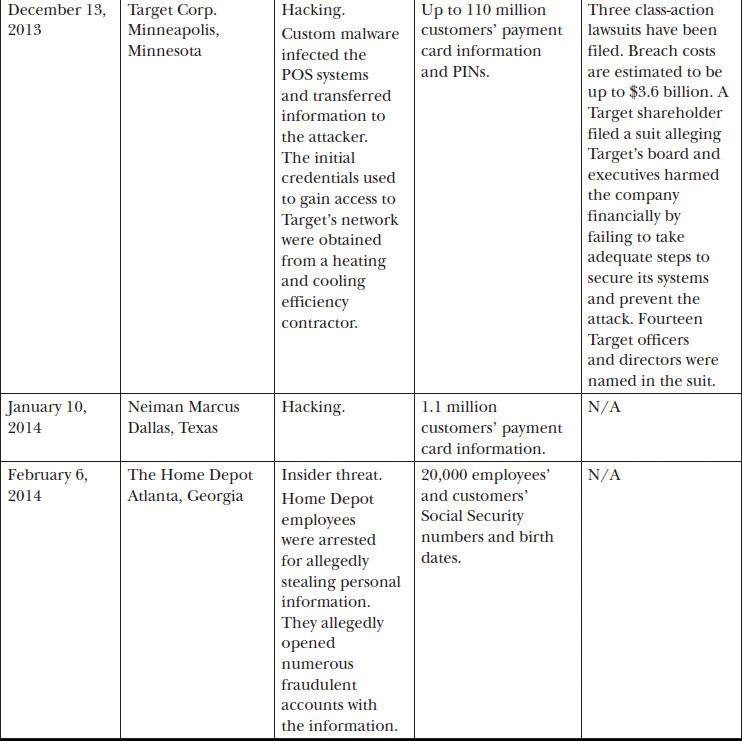 December 13,
2013
Target Corp.
Minneapolis,
Minnesota
Hacking.
Custom malware
infected the
POS systems
and transferred
information to
the attacker.
The initial
credentials used
to gain access to
Target’s network
were obtained
from a heating
and cooling
efficiency
contractor.
Up to 110 million
customers’ payment
card information
and PINs.
Three class-action
lawsuits have been
filed. Breach costs
are estimated to be
up to $3.6 billion. A
Target shareholder
filed a suit alleging
Target’s board and
executives harmed
the company
financially by
failing to take
adequate steps to
secure its systems
and prevent the
attack. Fourteen
Target officers
and directors were
named in the suit.
January 10,
2014
Neiman Marcus
Dallas, Texas
Hacking.
1.1 million
customers’ payment
card information.
N/A
February 6,
2014
The Home Depot
Atlanta, Georgia
Insider threat.
Home Depot
employees
were arrested
for allegedly
stealing personal
information.
They allegedly
opened
numerous
fraudulent
accounts with
the information.
20,000 employees’
and customers’
Social Security
numbers and birth
dates.
N/A